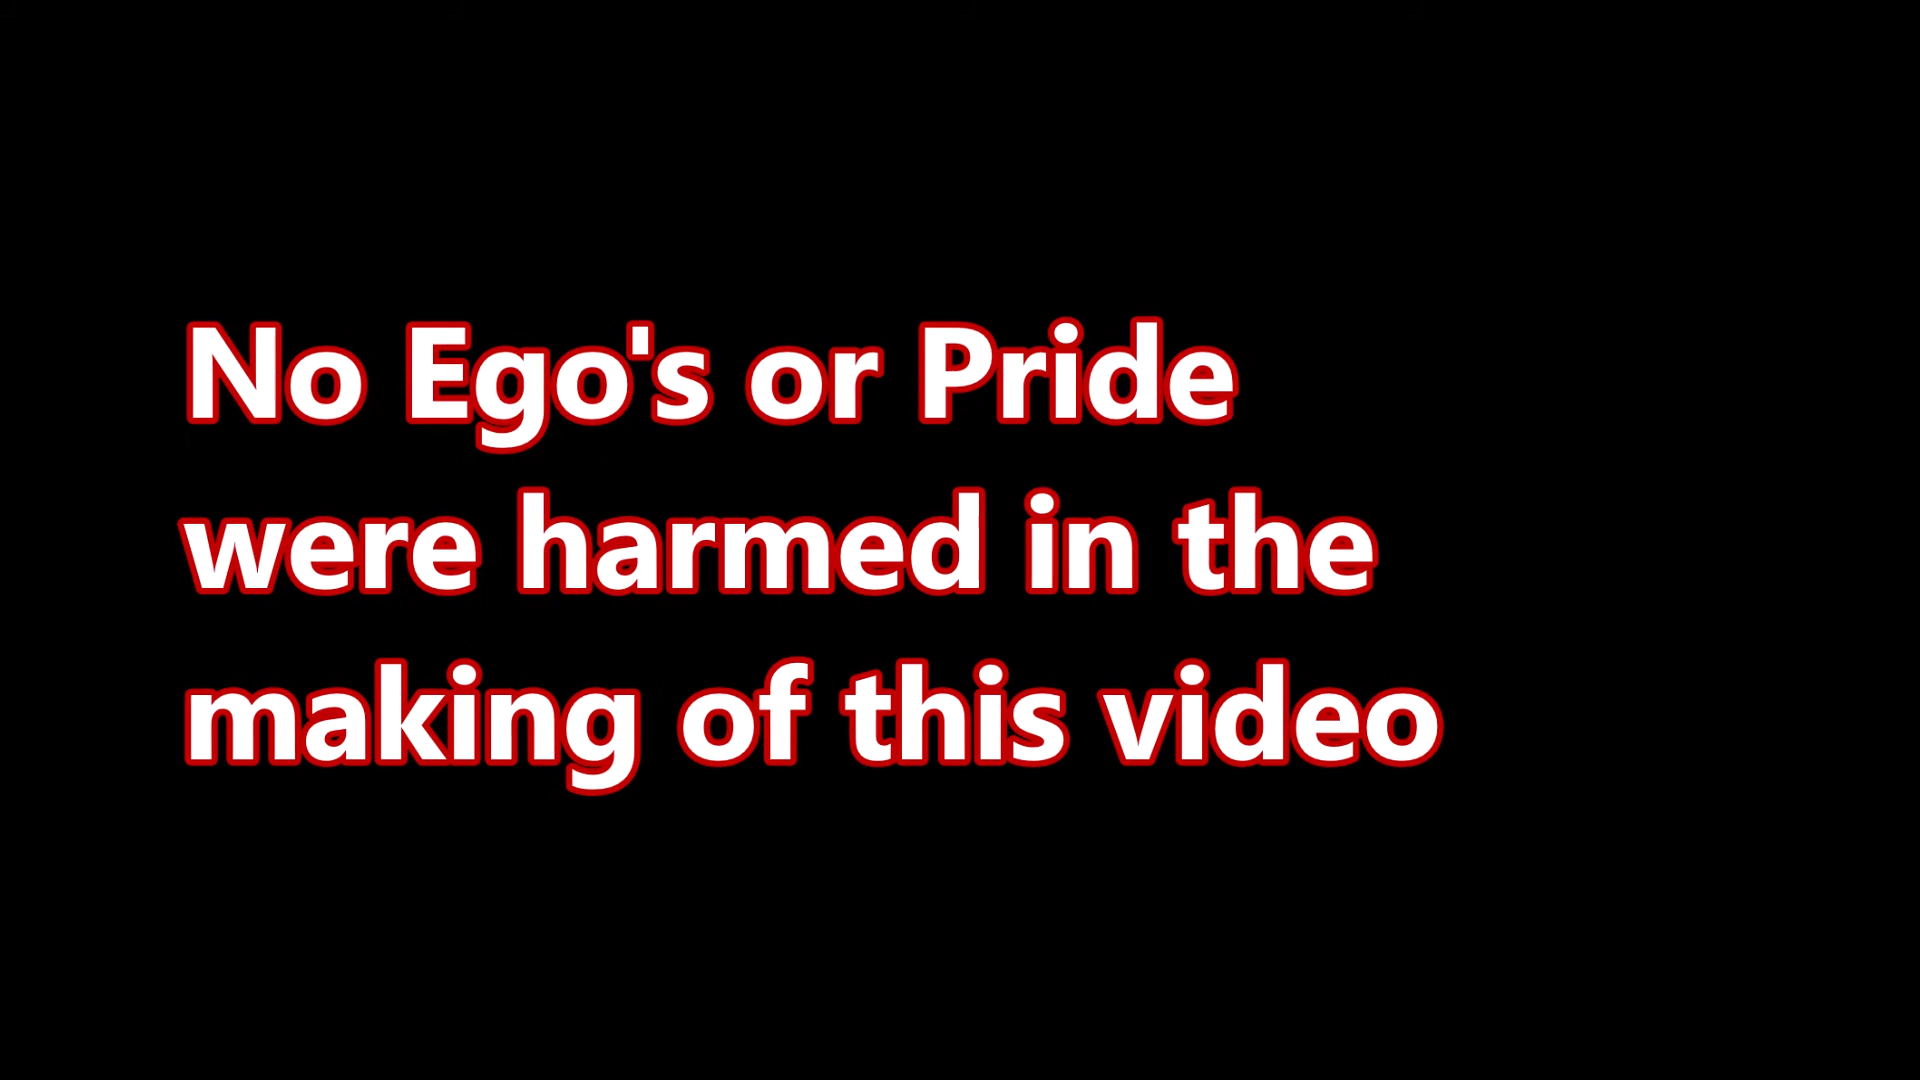 No Ego's or Pride
were harmed in the
making of this video